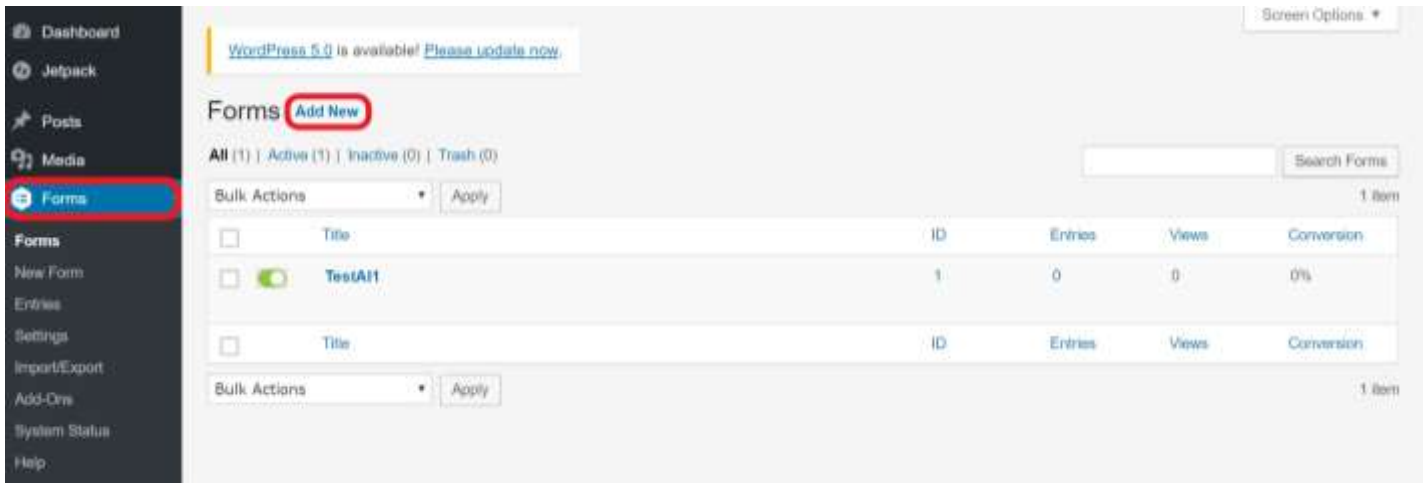 Dashboard
Jetpack
Posts
Media
Forms
Forms
New Form
Entries
Settings
Import/Export
Add-Ons
System Status
Help
Screen Options ▼
WordPress 5.0 is available! Please update now.
Forms Add New
All (1) | Active (1) | Inactive (0) | Trash (0)
Search Forms
Bulk Actions Apply
1 item
Title ID Entries Views Conversion
TestAI1 1 0 0 0%
Title ID Entries Views Conversion
Bulk Actions Apply
1 item